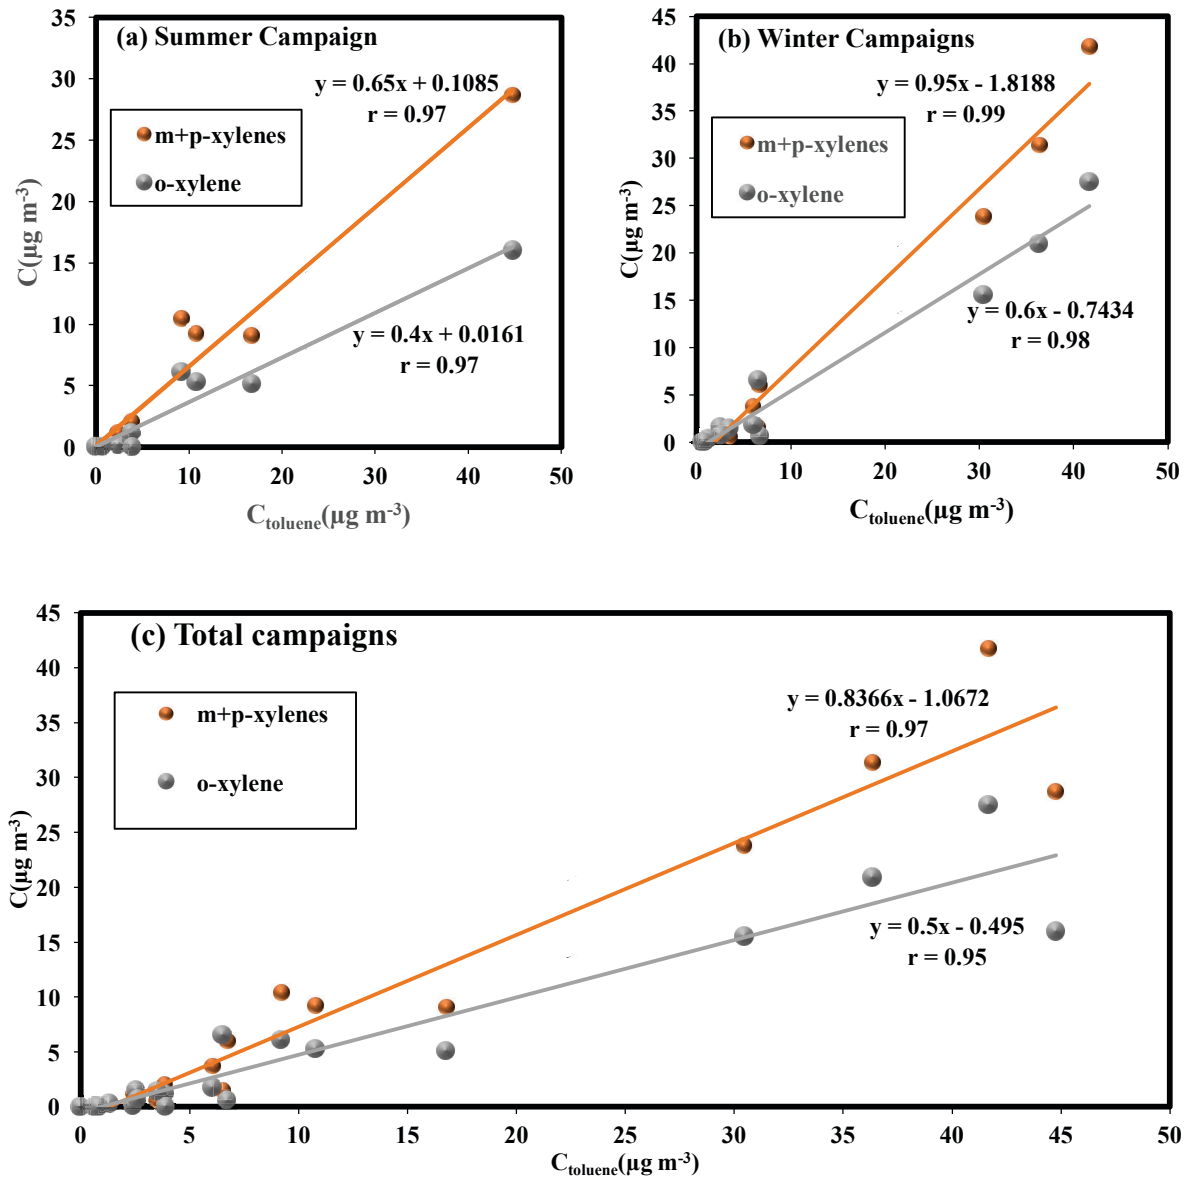 (a) Summer Campaign
y = 0.65x + 0.1085
r = 0.97
m+p-xylenes
o-xylene
y = 0.4x + 0.0161
r = 0.97
C(µg m-3)
35
30
25
20
15
10
5
0
0 10 20 30 40 50
Ctoluene(µg m-3)
(b) Winter Campaigns
y = 0.95x - 1.8188
r = 0.99
m+p-xylenes
o-xylene
y = 0.6x - 0.7434
r = 0.98
C(µg m-3)
45
40
35
30
25
20
15
10
5
0
0 10 20 30 40 50
Ctoluene(µg m-3)
(c) Total campaigns
m+p-xylenes
o-xylene
y = 0.8366x - 1.0672
r = 0.97
y = 0.5x - 0.495
r = 0.95
C(µg m-3)
45
40
35
30
25
20
15
10
5
0
0 5 10 15 20 25 30 35 40 45 50
Ctoluene(µg m-3)